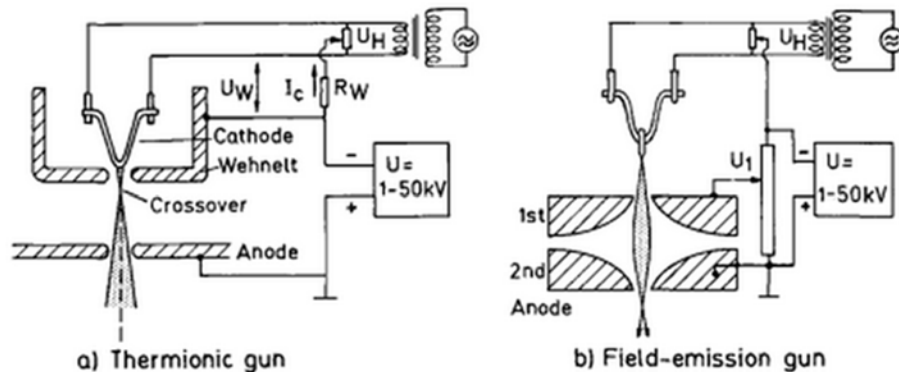 U_H
U_W
I_c
R_W
Cathode
Wehnelt
Crossover
Anode
−
U=
1-50kV
+
a) Thermionic gun
U_H
U_1
1st
2nd
Anode
−
U=
1-50kV
+
b) Field-emission gun